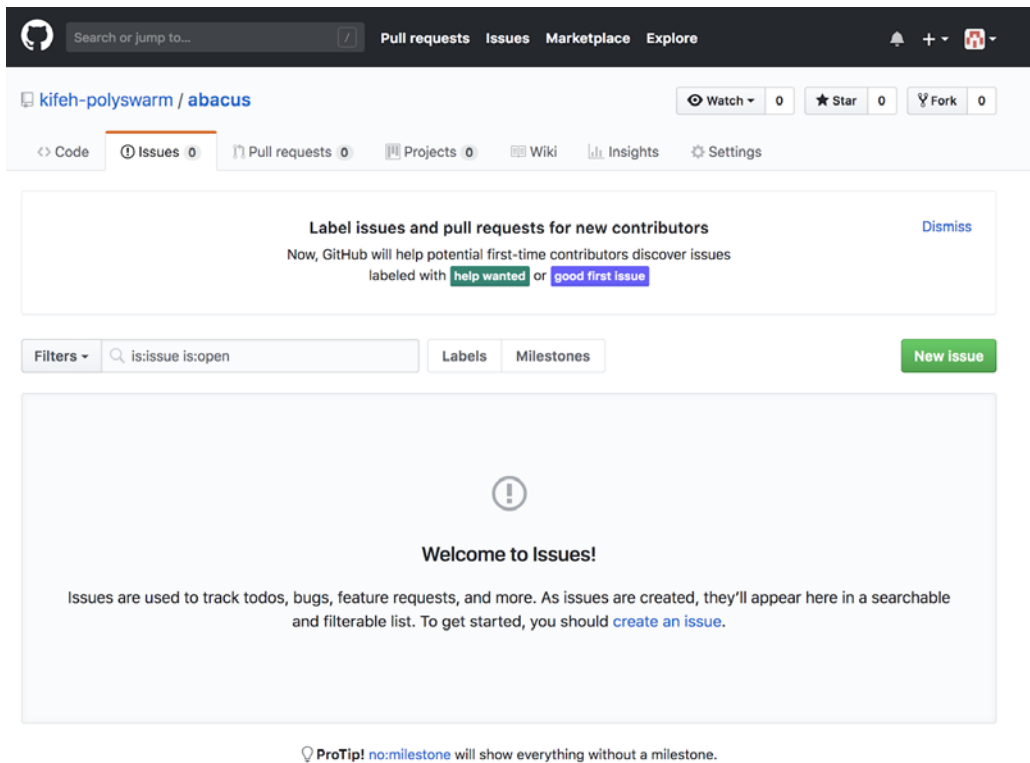 Search or jump to... / Pull requests Issues Marketplace Explore
kifeh-polyswarm / abacus Watch 0 Star 0 Fork 0
Code Issues 0 Pull requests 0 Projects 0 Wiki Insights Settings
Label issues and pull requests for new contributors Dismiss
Now, GitHub will help potential first-time contributors discover issues
labeled with help wanted or good first issue
Filters is:issue is:open Labels Milestones New issue
Welcome to Issues!
Issues are used to track todos, bugs, feature requests, and more. As issues are created, they’ll appear here in a searchable
and filterable list. To get started, you should create an issue.
ProTip! no:milestone will show everything without a milestone.